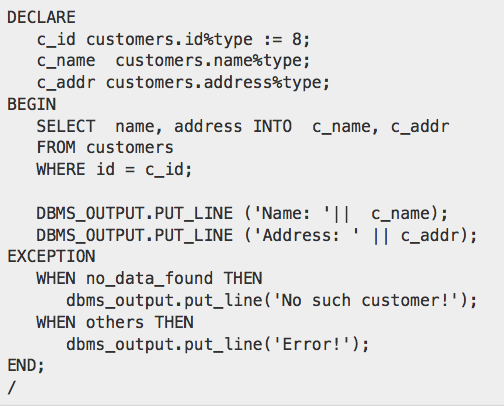 DECLARE
   c_id customers.id%type := 8;
   c_name  customers.name%type;
   c_addr customers.address%type;
BEGIN
   SELECT  name, address INTO  c_name, c_addr
   FROM customers
   WHERE id = c_id;

   DBMS_OUTPUT.PUT_LINE ('Name: '||  c_name);
   DBMS_OUTPUT.PUT_LINE ('Address: ' || c_addr);
EXCEPTION
   WHEN no_data_found THEN
      dbms_output.put_line('No such customer!');
   WHEN others THEN
      dbms_output.put_line('Error!');
END;
/